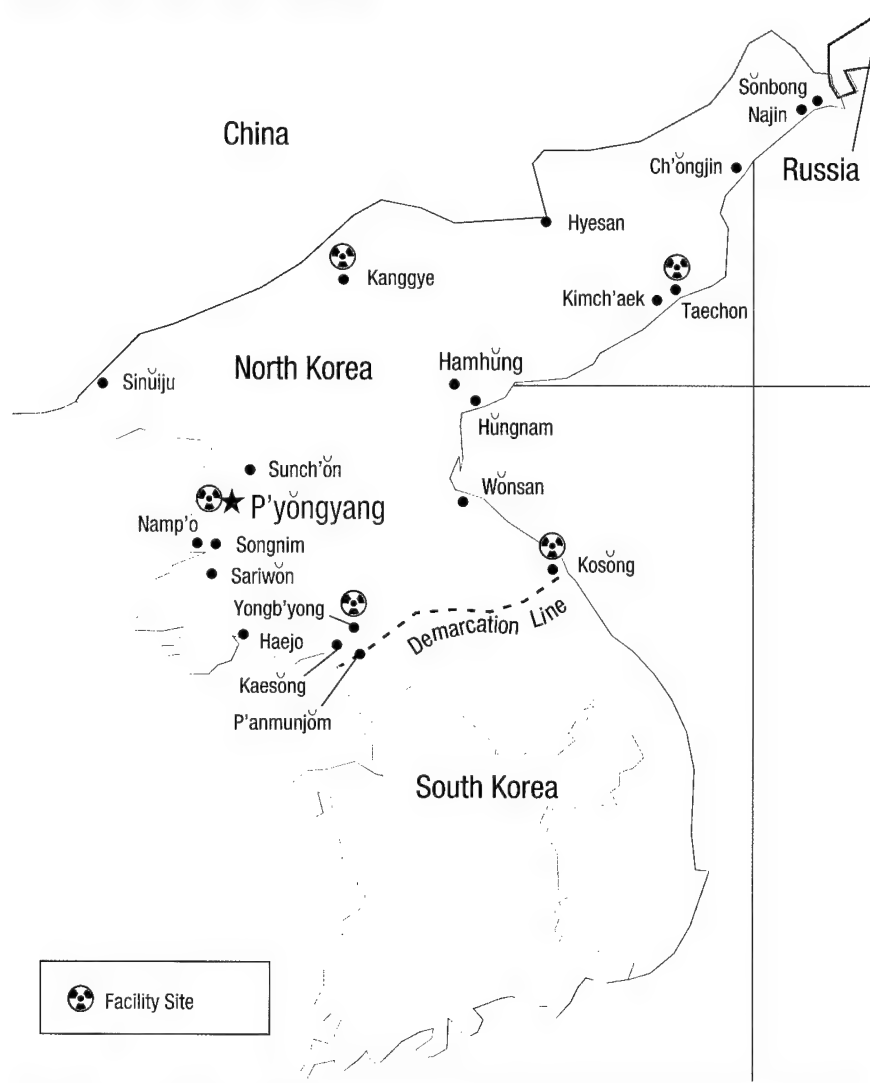 Sŏnbong
Najin
China
Ch'ŏngjin
Russia
Hyesan
Kanggye
Kimch'aek
Taechon
North Korea
Hamhŭng
Sinŭiju
Hŭngnam
Sunch'ŏn
Wŏnsan
P'yŏngyang
Namp'o
Songnim
Kosŏng
Sariwŏn
Yongb'yong
Demarcation Line
Haejo
Kaesŏng
P'anmunjŏm
South Korea
Facility Site